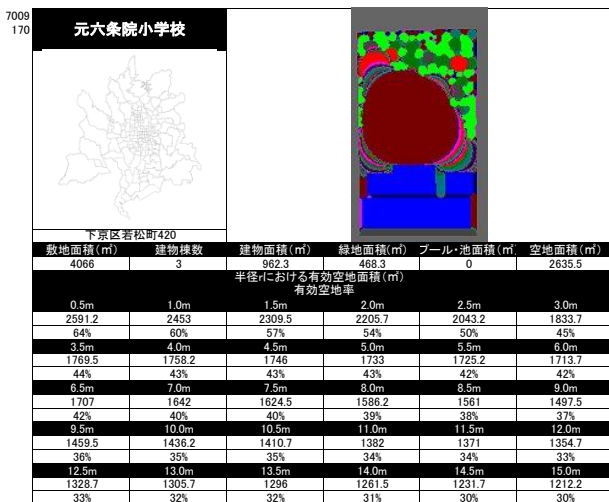 7009
170
元六条院小学校
下京区若松町420
敷地面積(㎡) 建物棟数 建物面積(㎡) 緑地面積(㎡) プール・池面積(㎡ 空地面積(㎡)
4066 3 962.3 468.3 0 2635.5
半径rにおける有効空地面積(㎡)
有効空地率
0.5m 1.0m 1.5m 2.0m 2.5m 3.0m
2591.2 2453 2309.5 2205.7 2043.2 1833.7
64% 60% 57% 54% 50% 45%
3.5m 4.0m 4.5m 5.0m 5.5m 6.0m
1769.5 1758.2 1746 1733 1725.2 1713.7
44% 43% 43% 43% 42% 42%
6.5m 7.0m 7.5m 8.0m 8.5m 9.0m
1707 1642 1624.5 1586.2 1561 1497.5
42% 40% 40% 39% 38% 37%
9.5m 10.0m 10.5m 11.0m 11.5m 12.0m
1459.5 1436.2 1410.7 1382 1371 1354.7
36% 35% 35% 34% 34% 33%
12.5m 13.0m 13.5m 14.0m 14.5m 15.0m
1328.7 1305.7 1296 1261.5 1231.7 1212.2
33% 32% 32% 31% 30% 30%